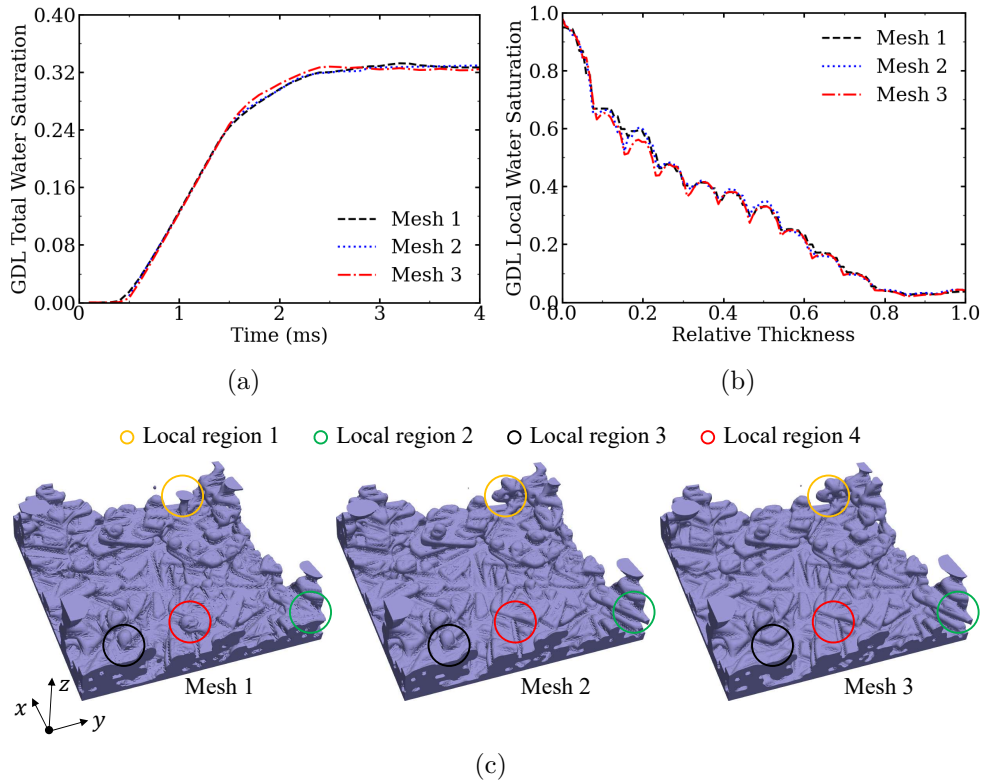 GDL Total Water Saturation
0.40
0.32
0.24
0.16
0.08
0.00
0 1 2 3 4
Time (ms)
Mesh 1
Mesh 2
Mesh 3
(a)
GDL Local Water Saturation
1.0
0.8
0.6
0.4
0.2
0.0
0.0 0.2 0.4 0.6 0.8 1.0
Relative Thickness
Mesh 1
Mesh 2
Mesh 3
(b)
Local region 1 Local region 2 Local region 3 Local region 4
Mesh 1 Mesh 2 Mesh 3
z
x
y
(c)